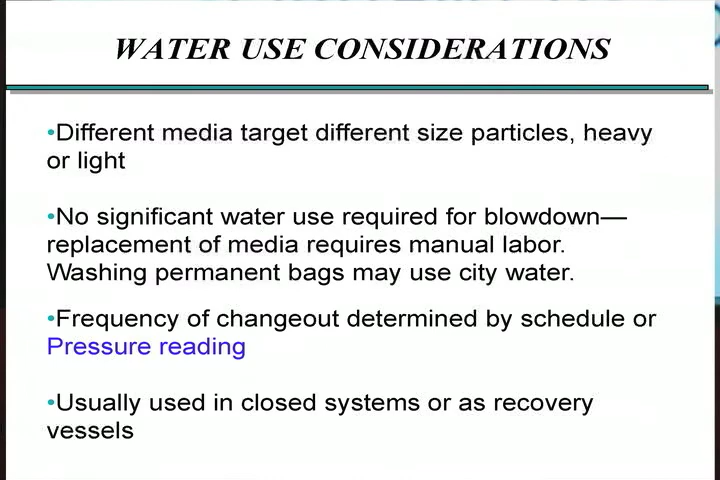 WATER USE CONSIDERATIONS
•Different media target different size particles, heavy
or light
•No significant water use required for blowdown—
replacement of media requires manual labor.
Washing permanent bags may use city water.
•Frequency of changeout determined by schedule or
Pressure reading
•Usually used in closed systems or as recovery
vessels